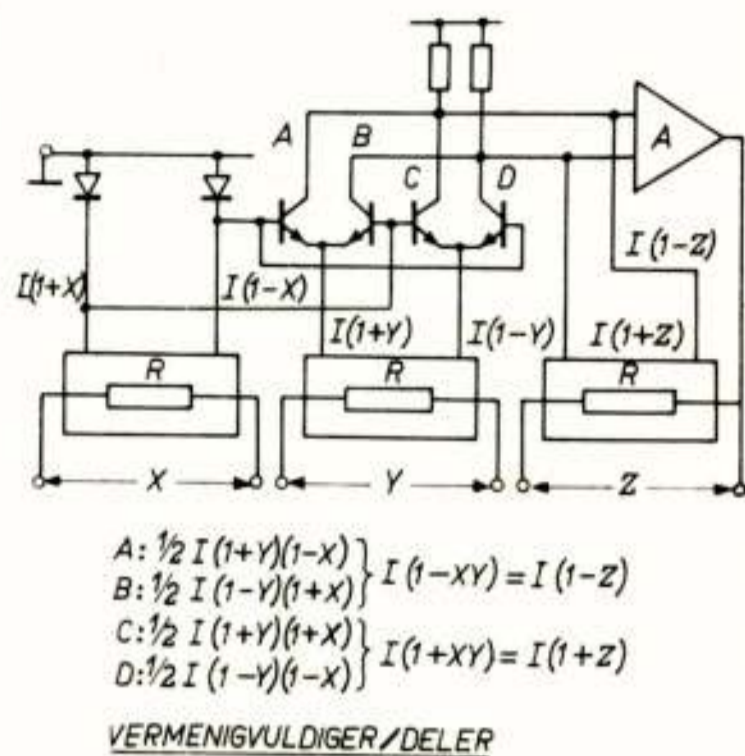 A B C D A
I(1-Z)
I(1+X) I(1-X) I(1+Y) I(1-Y) I(1+Z)
R R R
X Y Z
A: ½ I (1+Y)(1-X) } I (1-XY) = I (1-Z)
B: ½ I (1-Y)(1+X)
C: ½ I (1+Y)(1+X) } I(1+XY) = I(1+Z)
D: ½ I (1-Y)(1-X)
VERMENIGVULDIGER/DELER